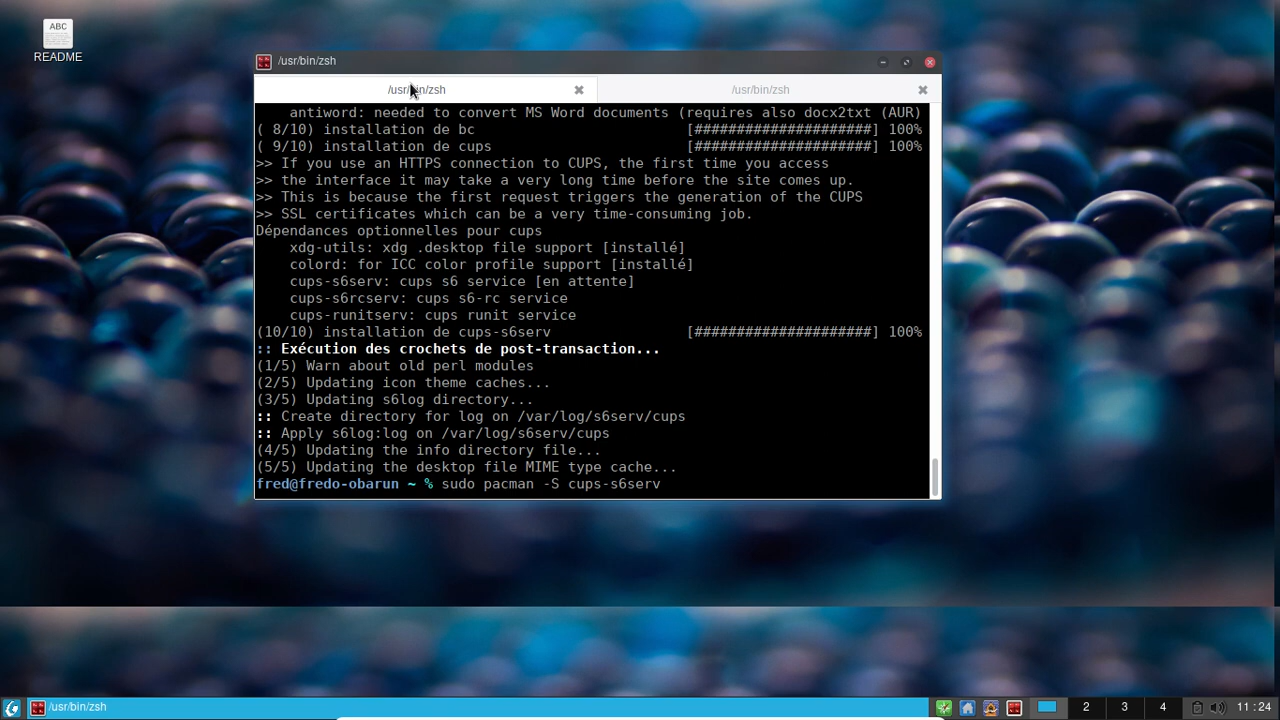 ABC
README
/usr/bin/zsh
/usr/bin/zsh
/usr/bin/zsh
antiword: needed to convert MS Word documents (requires also docx2txt (AUR)
( 8/10) installation de bc [#####################] 100%
( 9/10) installation de cups [#####################] 100%
>> If you use an HTTPS connection to CUPS, the first time you access
>> the interface it may take a very long time before the site comes up.
>> This is because the first request triggers the generation of the CUPS
>> SSL certificates which can be a very time-consuming job.
Dépendances optionnelles pour cups
xdg-utils: xdg .desktop file support [installé]
colord: for ICC color profile support [installé]
cups-s6serv: cups s6 service [en attente]
cups-s6rcserv: cups s6-rc service
cups-runitserv: cups runit service
(10/10) installation de cups-s6serv [#####################] 100%
:: Exécution des crochets de post-transaction...
(1/5) Warn about old perl modules
(2/5) Updating icon theme caches...
(3/5) Updating s6log directory...
:: Create directory for log on /var/log/s6serv/cups
:: Apply s6log:log on /var/log/s6serv/cups
(4/5) Updating the info directory file...
(5/5) Updating the desktop file MIME type cache...
fred@fredo-obarun ~ % sudo pacman -S cups-s6serv
/usr/bin/zsh
2 3 4 11:24